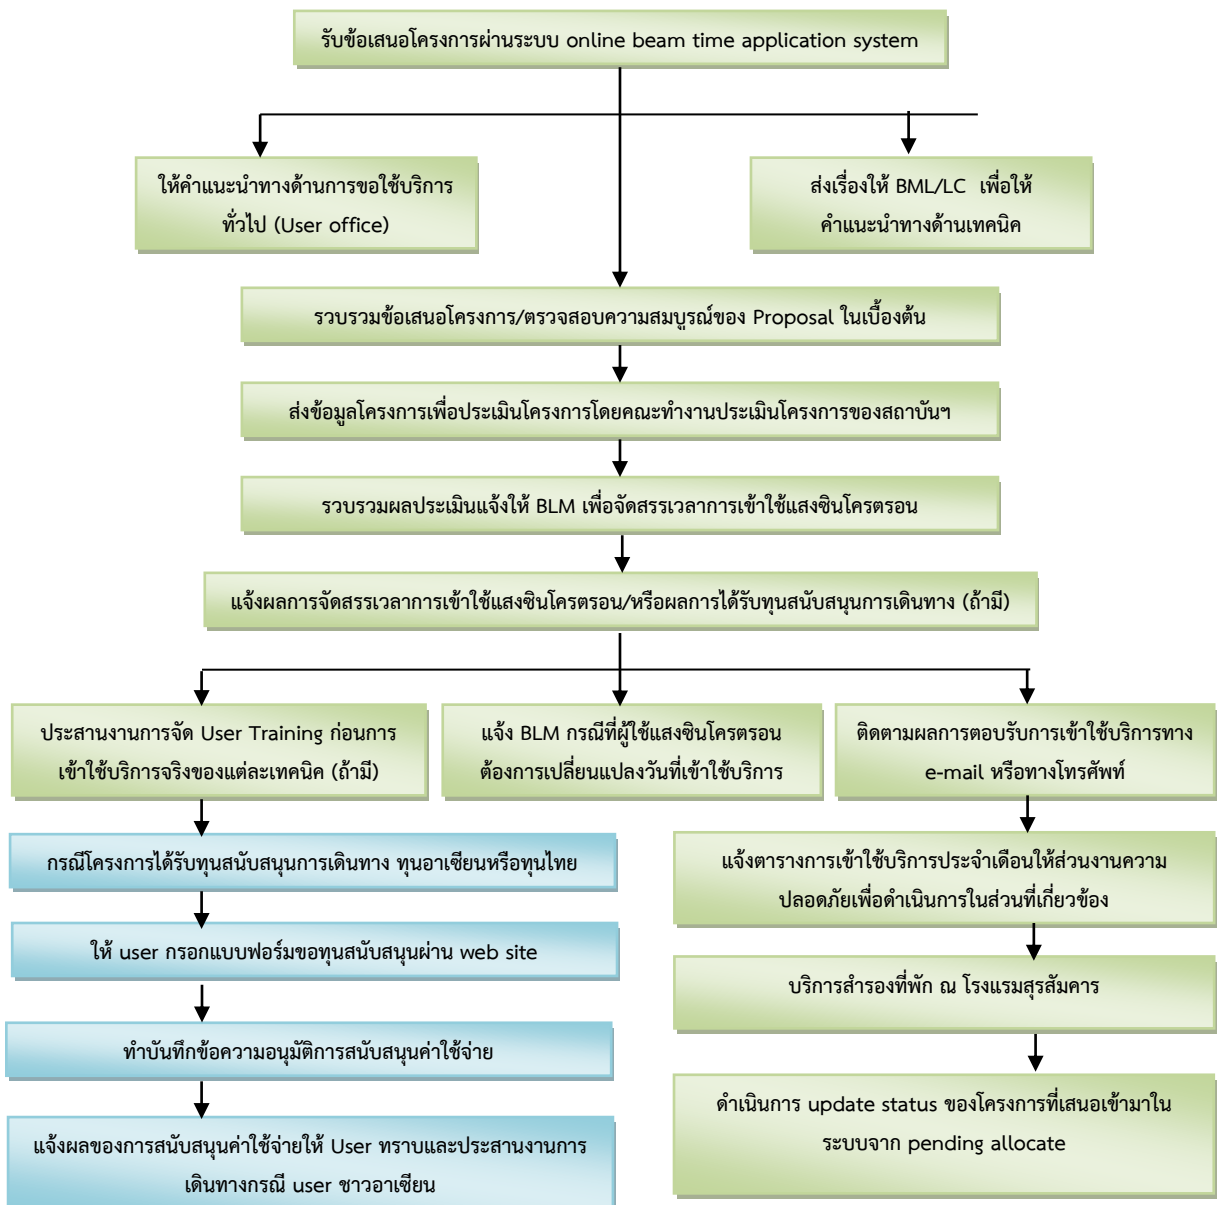 รับข้อเสนอโครงการผ่านระบบ online beam time application system
ให้คำแนะนำทางด้านการขอใช้บริการ
ทั่วไป (User office)
ส่งเรื่องให้ BML/LC เพื่อให้
คำแนะนำทางด้านเทคนิค
รวบรวมข้อเสนอโครงการ/ตรวจสอบความสมบูรณ์ของ Proposal ในเบื้องต้น
ส่งข้อมูลโครงการเพื่อประเมินโครงการโดยคณะทำงานประเมินโครงการของสถาบันฯ
รวบรวมผลประเมินแจ้งให้ BLM เพื่อจัดสรรเวลาการเข้าใช้แสงซินโครตรอน
แจ้งผลการจัดสรรเวลาการเข้าใช้แสงซินโครตรอน/หรือผลการได้รับทุนสนับสนุนการเดินทาง (ถ้ามี)
ประสานงานการจัด User Training ก่อนการ
เข้าใช้บริการจริงของแต่ละเทคนิค (ถ้ามี)
แจ้ง BLM กรณีที่ผู้ใช้แสงซินโครตรอน
ต้องการเปลี่ยนแปลงวันที่เข้าใช้บริการ
ติดตามผลการตอบรับการเข้าใช้บริการทาง
e-mail หรือทางโทรศัพท์
กรณีโครงการได้รับทุนสนับสนุนการเดินทาง ทุนอาเซียนหรือทุนไทย
ให้ user กรอกแบบฟอร์มขอทุนสนับสนุนผ่าน web site
ทำบันทึกข้อความอนุมัติการสนับสนุนค่าใช้จ่าย
แจ้งผลของการสนับสนุนค่าใช้จ่ายให้ User ทราบและประสานงานการ
เดินทางกรณี user ชาวอาเซียน
แจ้งตารางการเข้าใช้บริการประจำเดือนให้ส่วนงานความ
ปลอดภัยเพื่อดำเนินการในส่วนที่เกี่ยวข้อง
บริการสำรองที่พัก ณ โรงแรมสุรสัมคาร
ดำเนินการ update status ของโครงการที่เสนอเข้ามาใน
ระบบจาก pending allocate